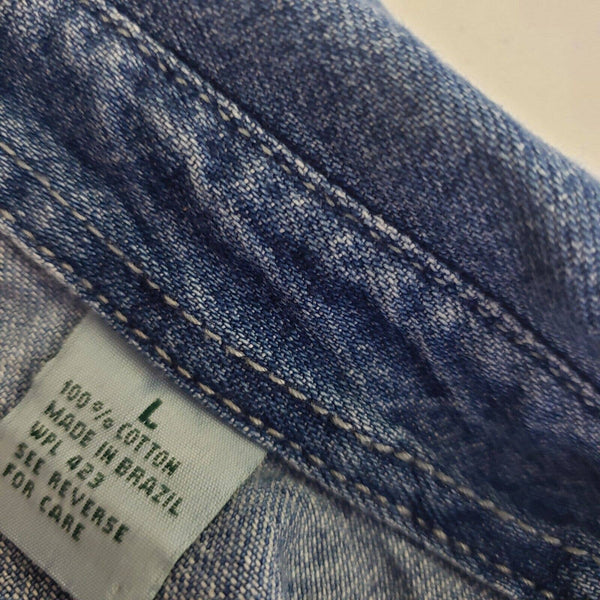 L
100% COTTON
MADE IN BRAZIL
WPL 423
SEE REVERSE
FOR CARE